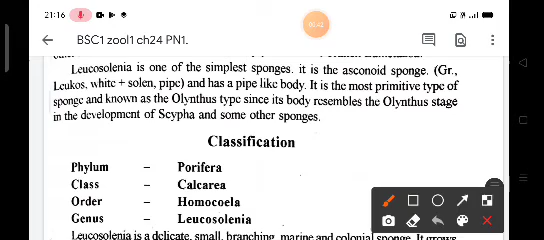 21:16
00:42
BSC1 zool1 ch24 PN1.
Leucosolenia is one of the simplest sponges. it is the asconoid sponge. (Gr.,
Leukos, white + solen, pipe) and has a pipe like body. It is the most primitive type of
sponge and known as the Olynthus type since its body resembles the Olynthus stage
in the development of Scypha and some other sponges.
Classification
Phylum – Porifera
Class – Calcarea
Order – Homocoela
Genus – Leucosolenia
Leucosolenia is a delicate, small, branching, marine and colonial sponge. It grows